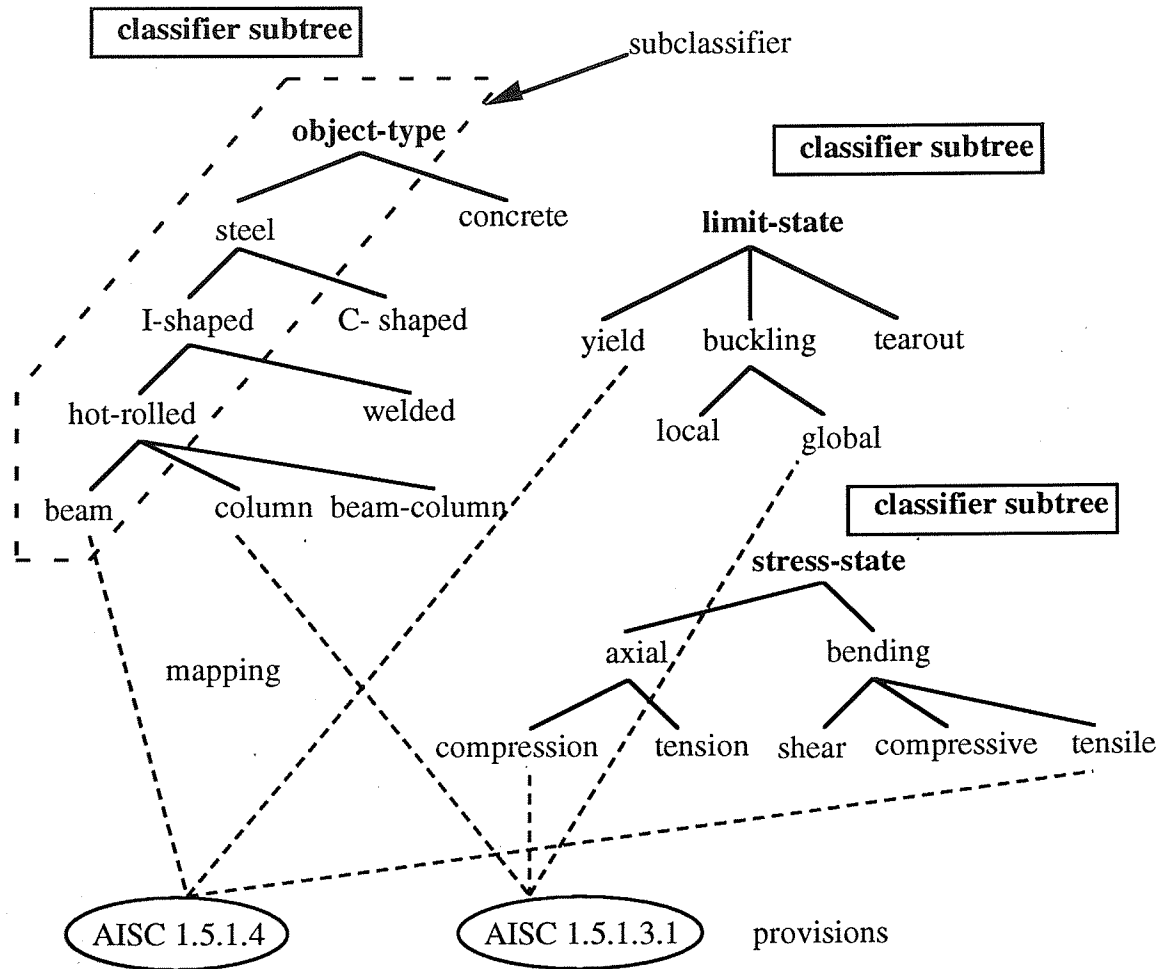 classifier subtree
subclassifier
object-type
classifier subtree
steel
concrete
limit-state
I-shaped
C- shaped
yield
buckling
tearout
hot-rolled
welded
local
global
beam
column
beam-column
classifier subtree
stress-state
axial
bending
mapping
compression
tension
shear
compressive
tensile
AISC 1.5.1.4
AISC 1.5.1.3.1
provisions